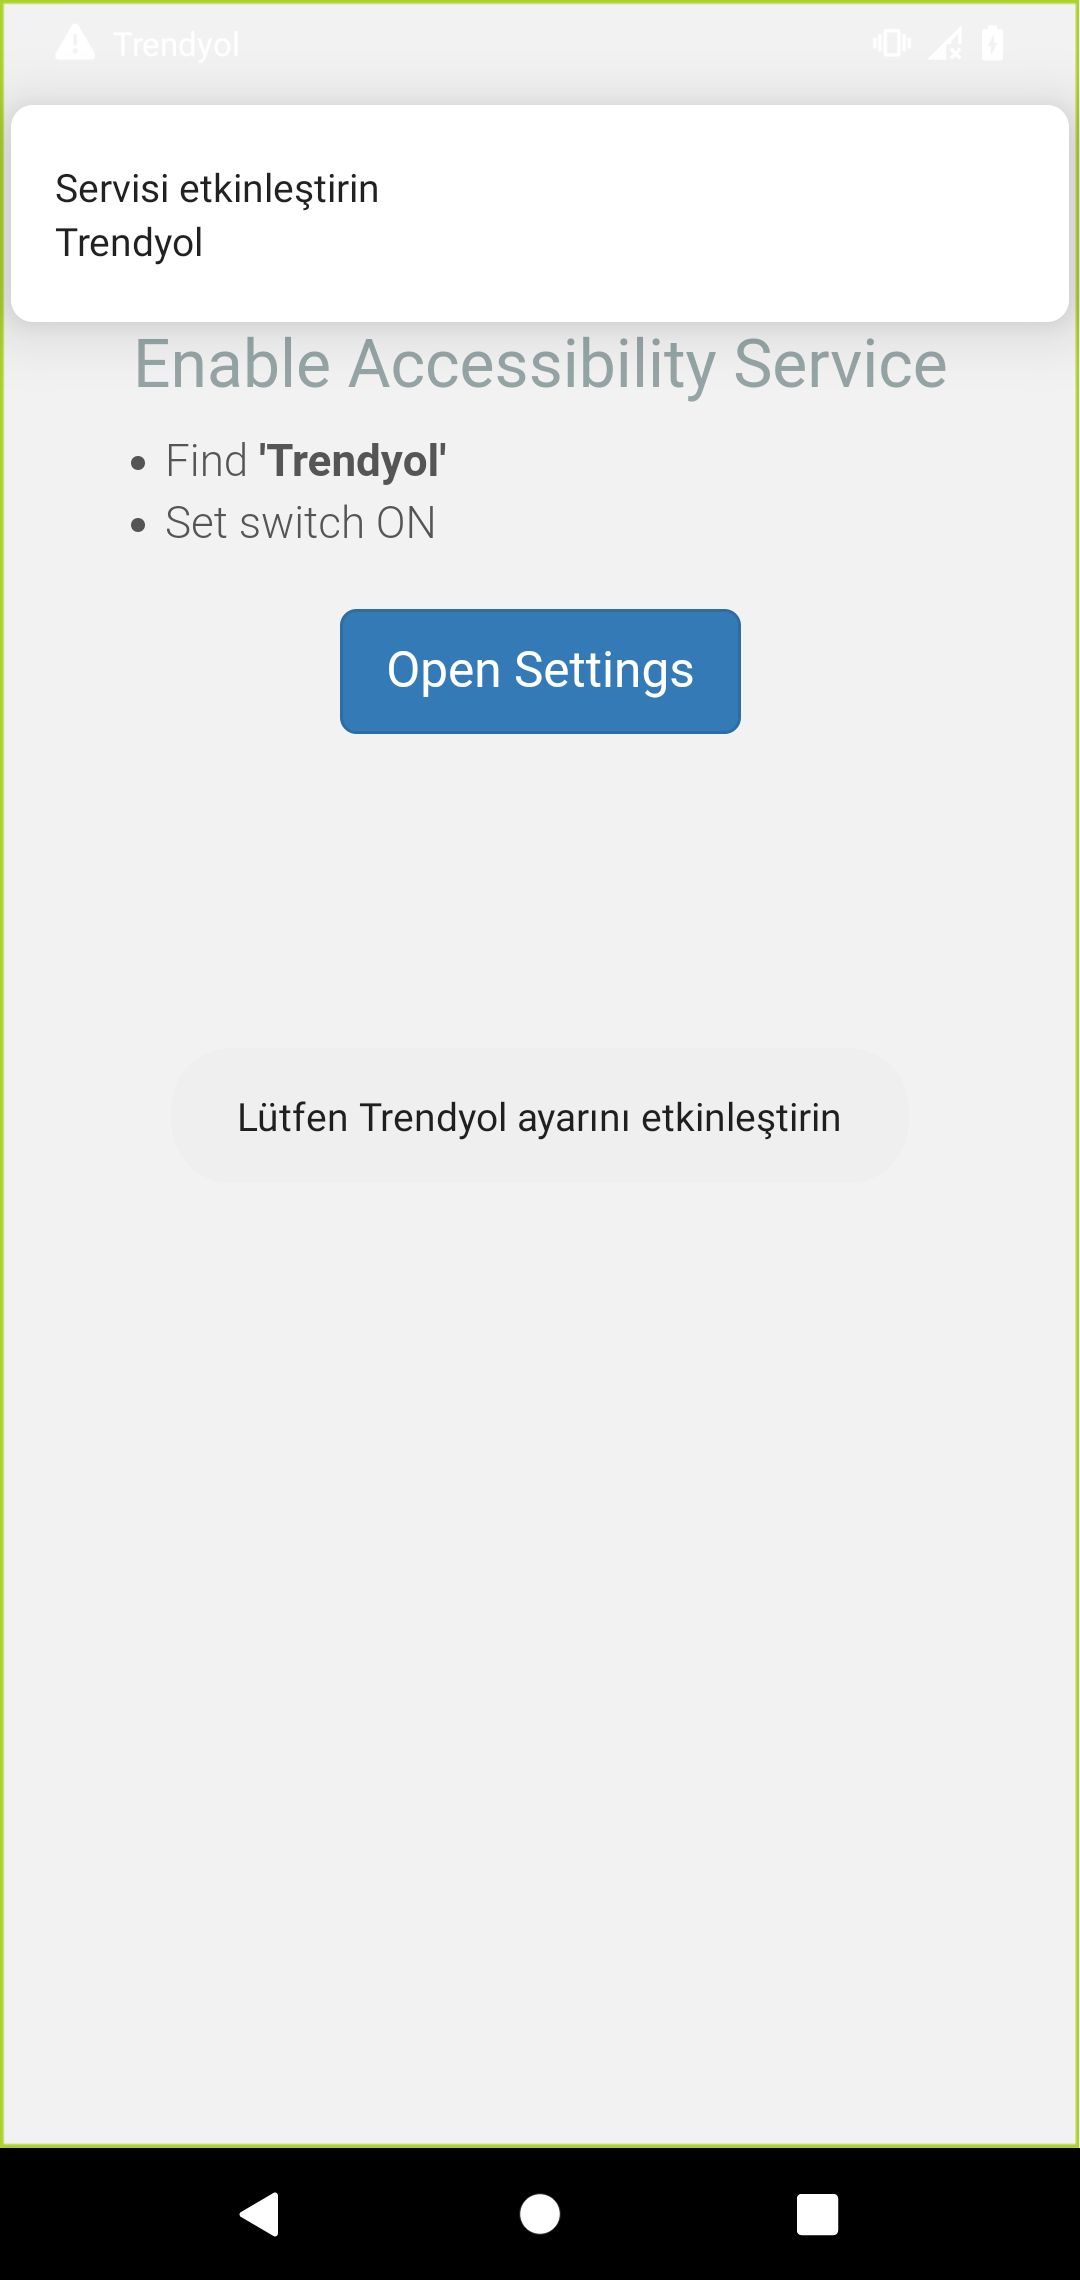 Trendyol
Servisi etkinleştirin
Trendyol
Enable Accessibility Service
Find 'Trendyol'
Set switch ON
Open Settings
Lütfen Trendyol ayarını etkinleştirin